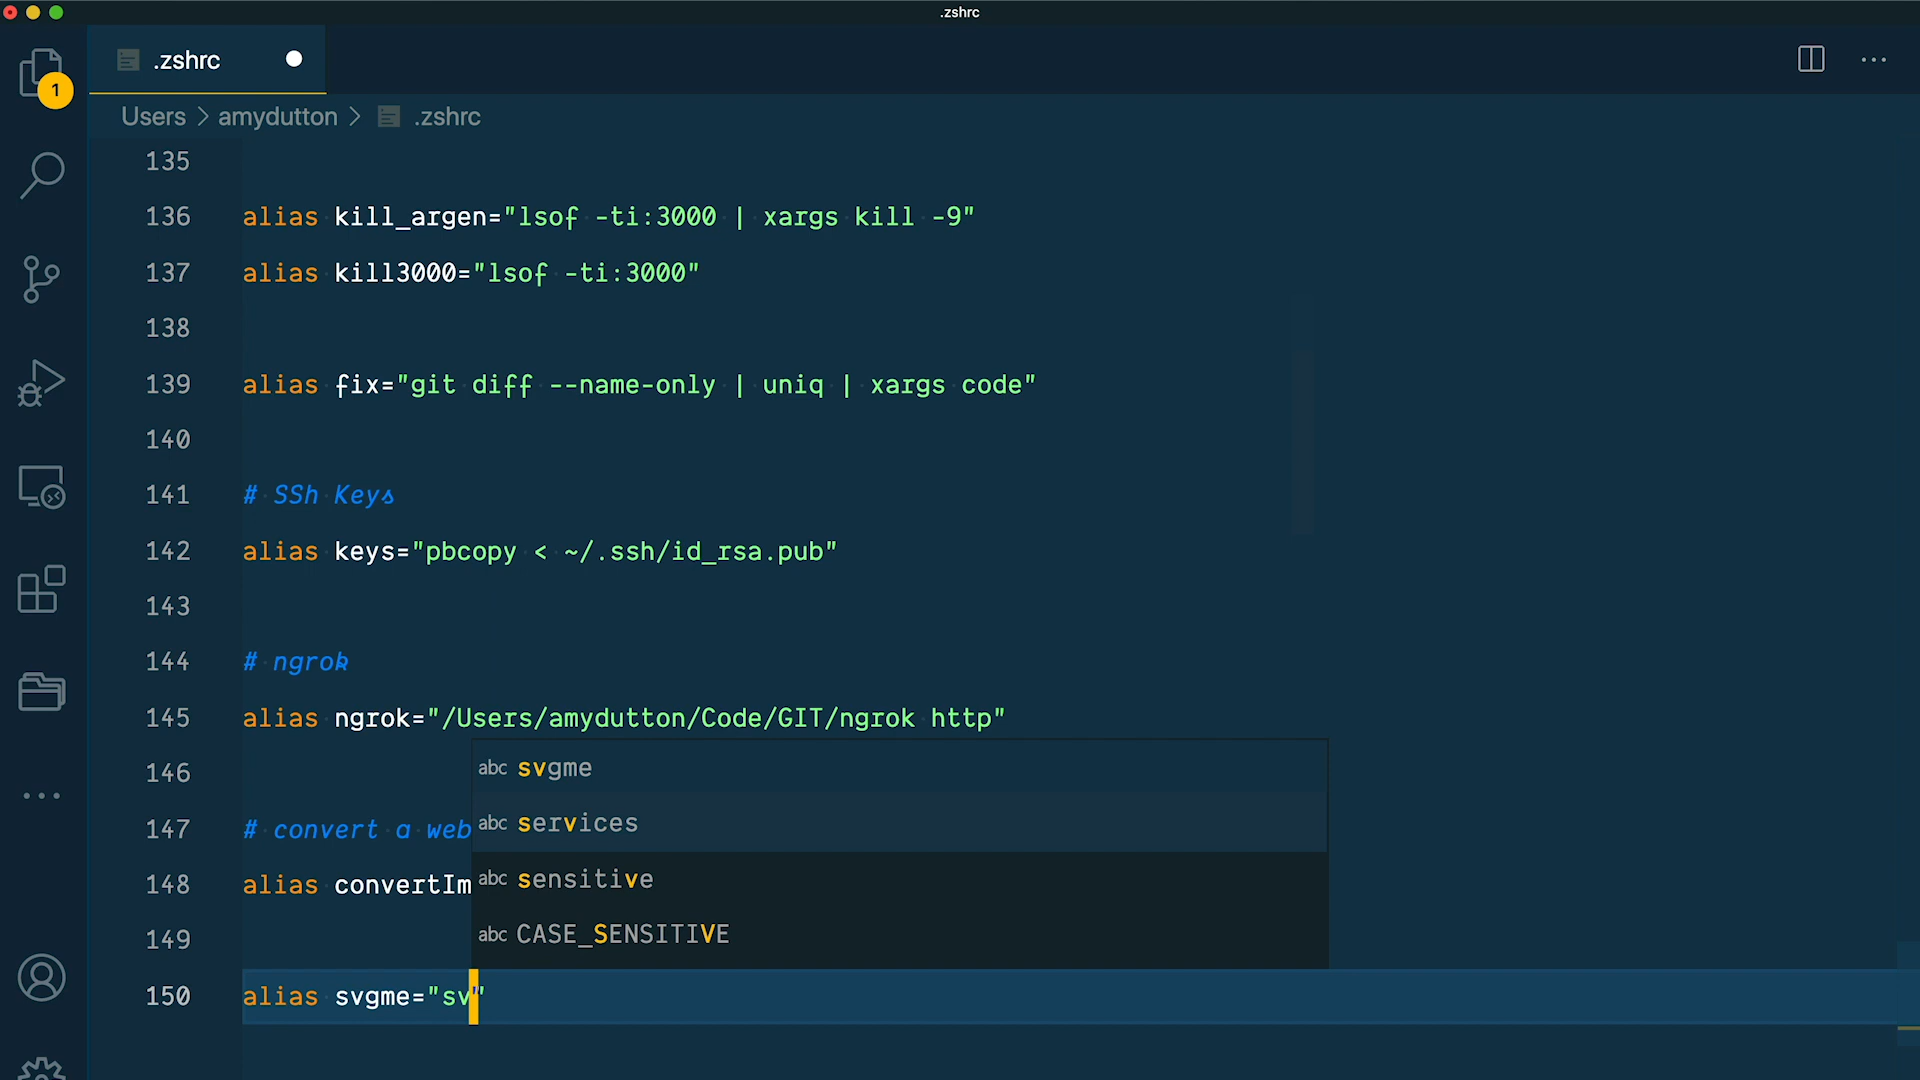 .zshrc
.zshrc
1
Users > amydutton > .zshrc
135
136 alias kill_argen="lsof -ti:3000 | xargs kill -9"
137 alias kill3000="lsof -ti:3000"
138
139 alias fix="git diff --name-only | uniq | xargs code"
140
141 # SSh Keys
142 alias keys="pbcopy < ~/.ssh/id_rsa.pub"
143
144 # ngrok
145 alias ngrok="/Users/amydutton/Code/GIT/ngrok http"
abc svgme
146
abc services
147 # convert a web
abc sensitive
148 alias convertIm
abc CASE_SENSITIVE
149
150 alias svgme="sv"